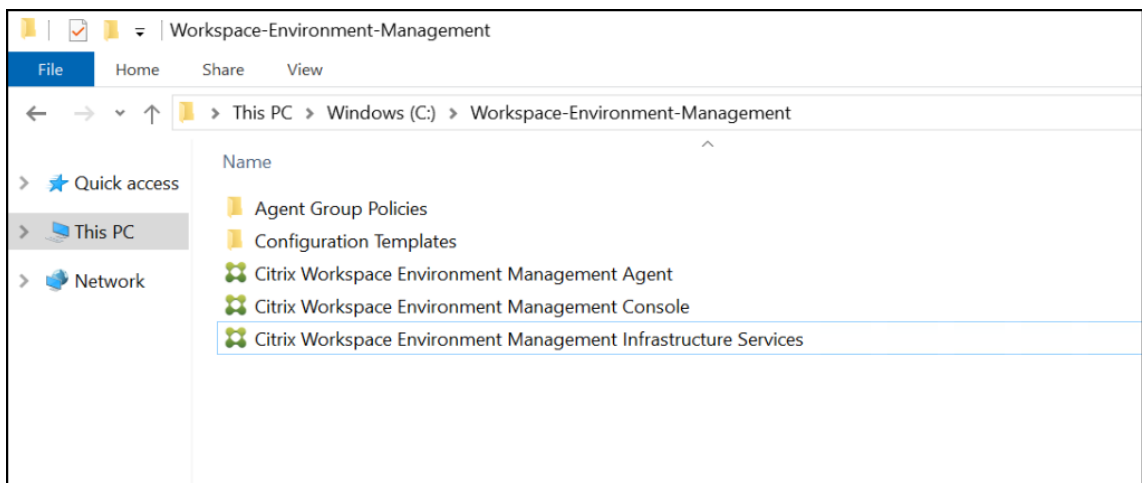 Workspace-Environment-Management
File Home Share View
This PC > Windows (C:) > Workspace-Environment-Management
Name
Quick access
Agent Group Policies
This PC
Configuration Templates
Citrix Workspace Environment Management Agent
Network
Citrix Workspace Environment Management Console
Citrix Workspace Environment Management Infrastructure Services